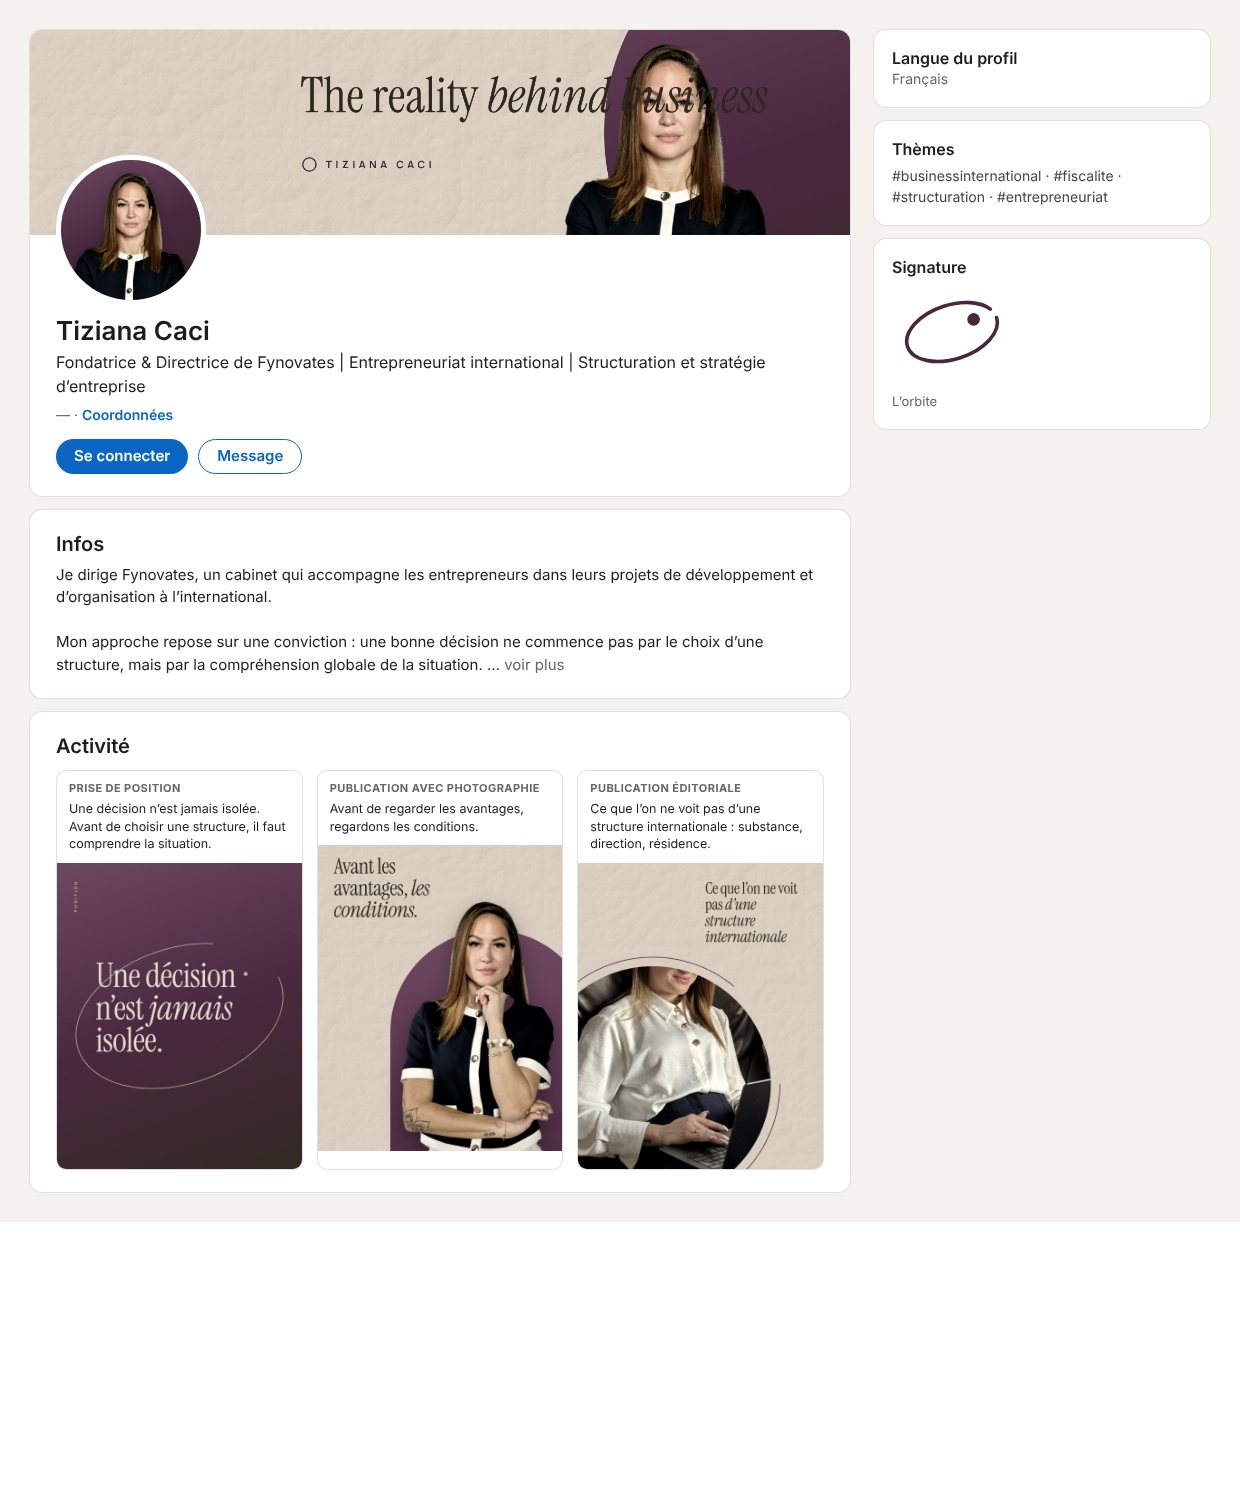 The reality behind business
TIZIANA CACI
Tiziana Caci
Fondatrice & Directrice de Fynovates | Entrepreneuriat international | Structuration et stratégie
d’entreprise
— · Coordonnées
Se connecter
Message
Infos
Je dirige Fynovates, un cabinet qui accompagne les entrepreneurs dans leurs projets de développement et
d’organisation à l’international.
Mon approche repose sur une conviction : une bonne décision ne commence pas par le choix d’une
structure, mais par la compréhension globale de la situation. ... voir plus
Activité
PRISE DE POSITION
Une décision n’est jamais isolée.
Avant de choisir une structure, il faut
comprendre la situation.
POSITION
Une décision
n’est jamais
isolée.
PUBLICATION AVEC PHOTOGRAPHIE
Avant de regarder les avantages,
regardons les conditions.
Avant les
avantages, les
conditions.
PUBLICATION ÉDITORIALE
Ce que l’on ne voit pas d’une
structure internationale : substance,
direction, résidence.
Ce que l’on ne voit
pas d’une
structure
internationale
Langue du profil
Français
Thèmes
#businessinternational · #fiscalite ·
#structuration · #entrepreneuriat
Signature
L’orbite